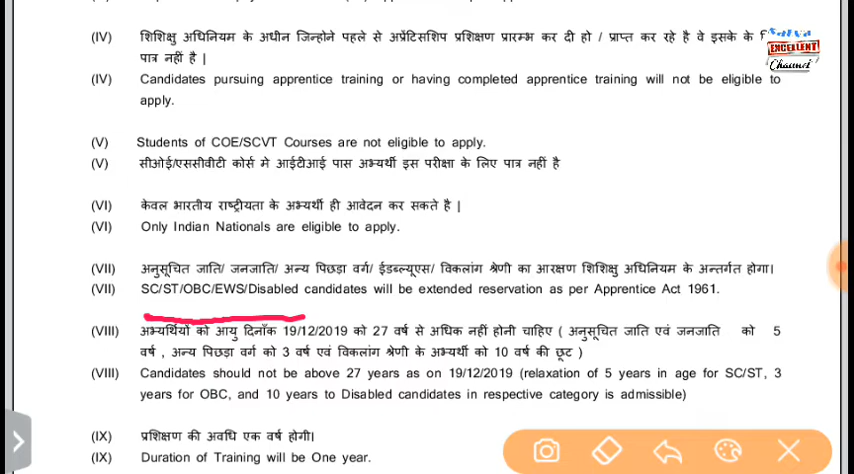 (IV) शिशिक्षु अधिनियम के अधीन जिन्होने पहले से अप्रेंटिसशिप प्रशिक्षण प्रारम्भ कर दी हो / प्राप्त कर रहे है वे इसके के
EXCELLENT
Channel
पात्र नहीं है |
(IV) Candidates pursuing apprentice training or having completed apprentice training will not be eligible to
apply.
(V) Students of COE/SCVT Courses are not eligible to apply.
(V) सीओई/एससीवीटी कोर्स मे आईटीआई पास अभ्यर्थी इस परीक्षा के लिए पात्र नहीं है
(VI) केवल भारतीय राष्ट्रीयता के अभ्यर्थी ही आवेदन कर सकते है |
(VI) Only Indian Nationals are eligible to apply.
(VII) अनुसूचित जाति/ जनजाति/ अन्य पिछड़ा वर्ग/ ईडब्ल्यूएस/ विकलांग श्रेणी का आरक्षण शिशिक्षु अधिनियम के अन्तर्गत होगा।
(VII) SC/ST/OBC/EWS/Disabled candidates will be extended reservation as per Apprentice Act 1961.
(VIII) अभ्यर्थियों को आयु दिनाँक 19/12/2019 को 27 वर्ष से अधिक नहीं होनी चाहिए ( अनुसूचित जाति एवं जनजाति को 5
वर्ष , अन्य पिछड़ा वर्ग को 3 वर्ष एवं विकलांग श्रेणी के अभ्यर्थी को 10 वर्ष की छूट )
(VIII) Candidates should not be above 27 years as on 19/12/2019 (relaxation of 5 years in age for SC/ST, 3
years for OBC, and 10 years to Disabled candidates in respective category is admissible)
(IX) प्रशिक्षण की अवधि एक वर्ष होगी।
(IX) Duration of Training will be One year.